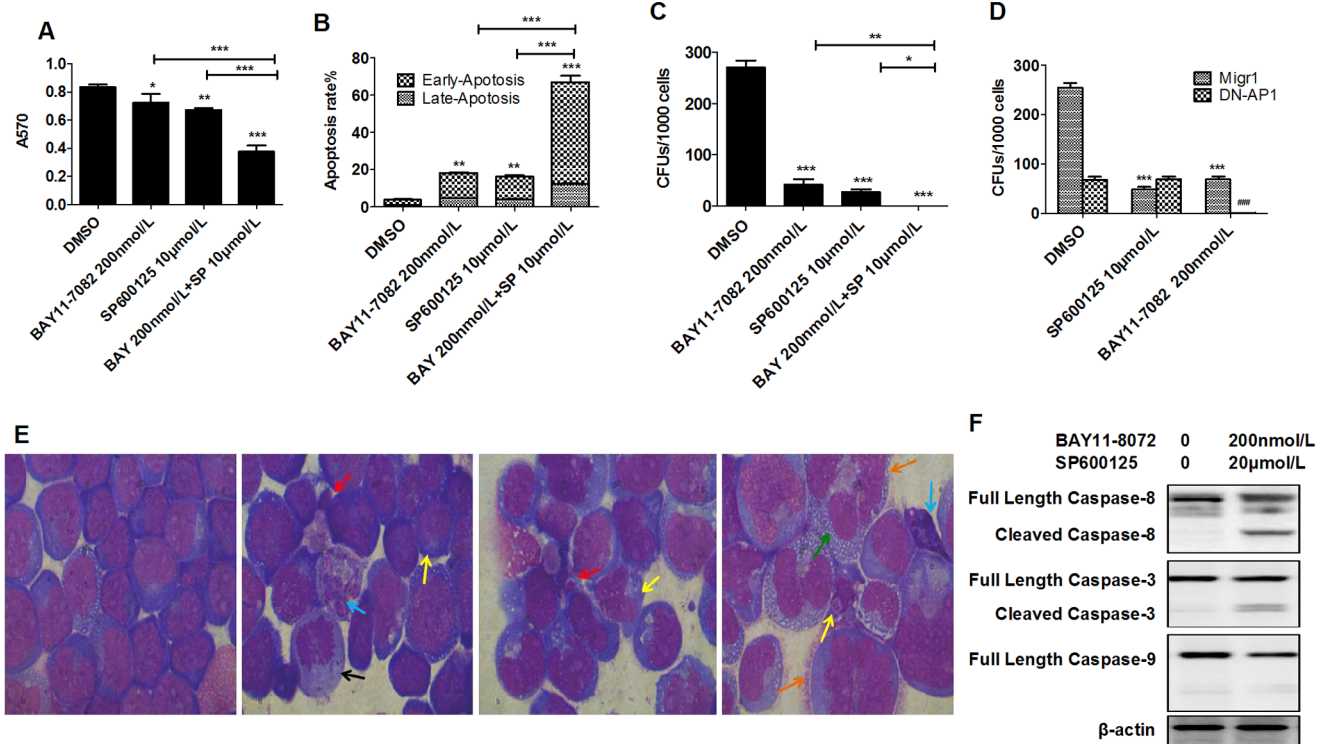 A
***
***
A570
1.0
0.8
0.6
0.4
0.2
0.0
*
**
***
DMSO
BAY11-7082 200nmol/L
SP600125 10μmol/L
BAY 200nmol/L+SP 10μmol/L
B
***
***
Apoptosis rate%
80
60
40
20
0
Early-Apotosis
Late-Apotosis
**
**
***
DMSO
BAY11-7082 200nmol/L
SP600125 10μmol/L
BAY 200nmol/L+SP 10μmol/L
C
**
*
CFUs/1000 cells
300
200
100
0
***
***
***
DMSO
BAY11-7082 200nmol/L
SP600125 10μmol/L
BAY 200nmol/L+SP 10μmol/L
D
CFUs/1000 cells
300
200
100
0
Migr1
DN-AP1
***
***
###
DMSO
SP600125 10μmol/L
BAY11-7082 200nmol/L
E
F
BAY11-8072 0 200nmol/L
SP600125 0 20μmol/L
Full Length Caspase-8
Cleaved Caspase-8
Full Length Caspase-3
Cleaved Caspase-3
Full Length Caspase-9
β-actin